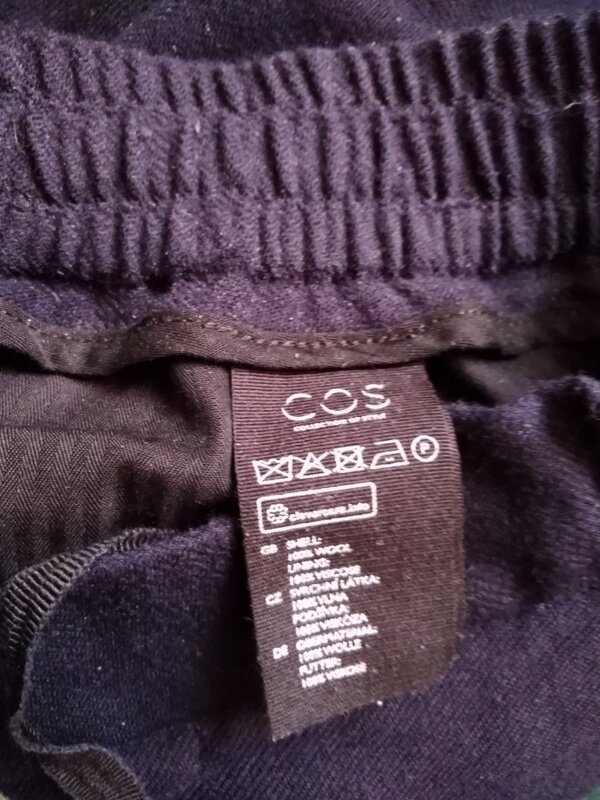 COS
COLLECTION OF STYLE
P
clevercare.info
GB SHELL:
100% WOOL
LINING:
100% VISCOSE
CZ SVRCHNÍ LÁTKA:
100% VLNA
PODŠÍVKA:
100% VISKÓZA
DE OBERMATERIAL:
100% WOLLE
FUTTER:
100% VISKOSE